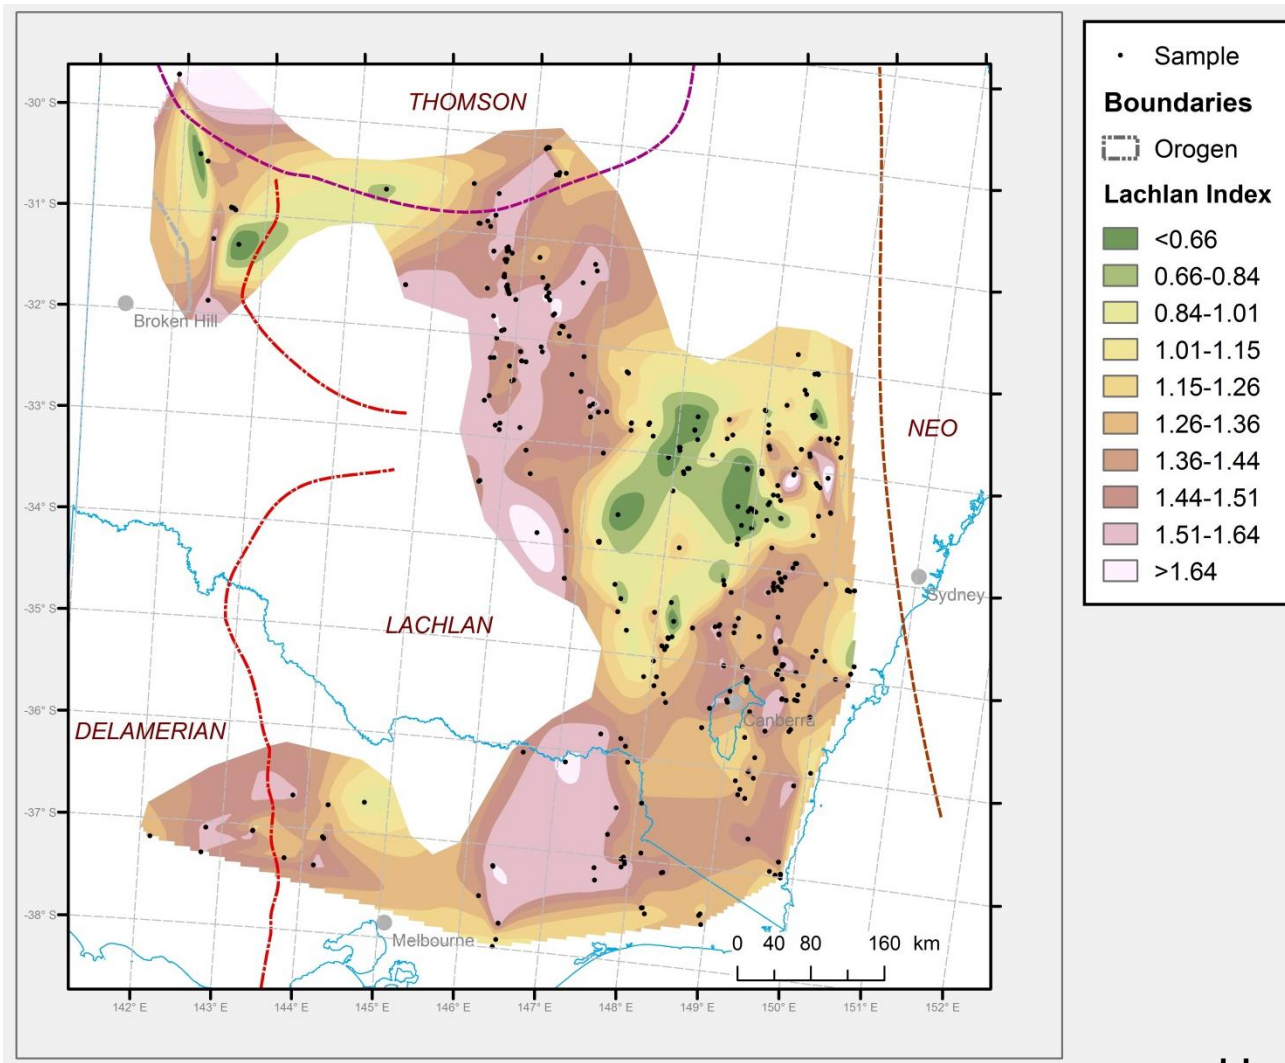 THOMSON
NEO
LACHLAN
DELAMERIAN
Broken Hill
Sydney
Canberra
Melbourne
-30° S
-31° S
-32° S
-33° S
-34° S
-35° S
-36° S
-37° S
-38° S
142° E 143° E 144° E 145° E 146° E 147° E 148° E 149° E 150° E 151° E 152° E
0 40 80 160 km
Sample
Boundaries
Orogen
Lachlan Index
<0.66
0.66-0.84
0.84-1.01
1.01-1.15
1.15-1.26
1.26-1.36
1.36-1.44
1.44-1.51
1.51-1.64
>1.64